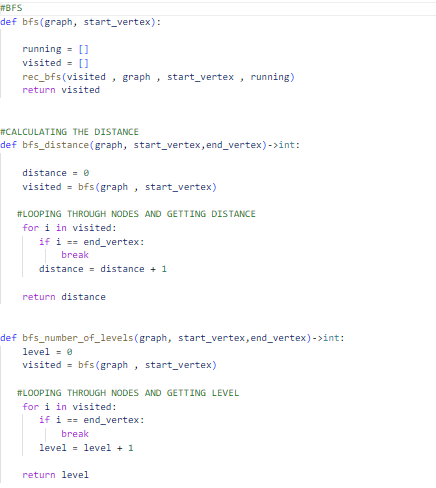 #BFS
def bfs(graph, start_vertex):
running = []
visited = []
rec_bfs(visited , graph , start_vertex , running)
return visited
#CALCULATING THE DISTANCE
def bfs_distance(graph, start_vertex,end_vertex)->int:
distance = 0
visited = bfs(graph , start_vertex)
#LOOPING THROUGH NODES AND GETTING DISTANCE
for i in visited:
if i == end_vertex:
break
distance = distance + 1
return distance
def bfs_number_of_levels(graph, start_vertex,end_vertex)->int:
level = 0
visited = bfs(graph , start_vertex)
#LOOPING THROUGH NODES AND GETTING LEVEL
for i in visited:
if i == end_vertex:
break
level = level + 1
return level